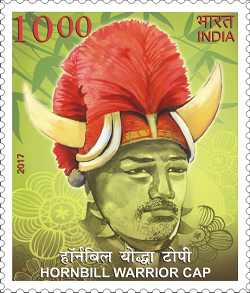 10.00
भारत
INDIA
2017
हॉर्नबिल योद्धा टोपी
HORNBILL WARRIOR CAP